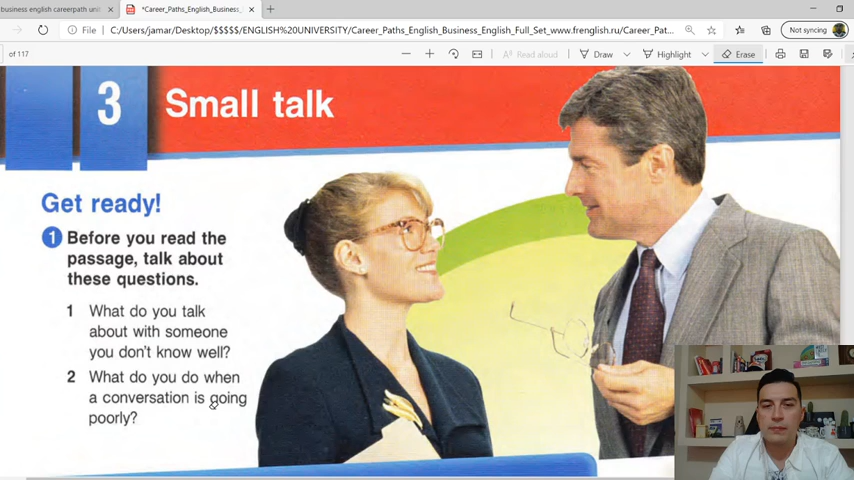 business english careerpath uni
*Career_Paths_English_Business_
Not syncing
File
C:/Users/jamar/Desktop/$$$$$/ENGLISH%20UNIVERSITY/Career_Paths_English_Business_English_Full_Set_www.frenglish.ru/Career_Pat...
of 117
Read aloud
Draw
Highlight
Erase
3 Small talk
Get ready!
1 Before you read the
passage, talk about
these questions.
1 What do you talk
about with someone
you don't know well?
2 What do you do when
a conversation is going
poorly?